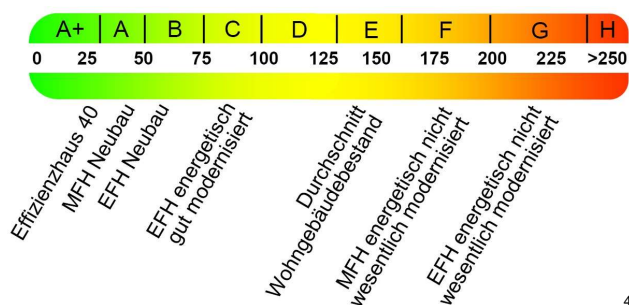 A+ A B C D E F G H
0 25 50 75 100 125 150 175 200 225 >250
Effizienzhaus 40
MFH Neubau
EFH Neubau
EFH energetisch
gut modernisiert
Durchschnitt
Wohngebäudebestand
MFH energetisch nicht
wesentlich modernisiert
EFH energetisch nicht
wesentlich modernisiert